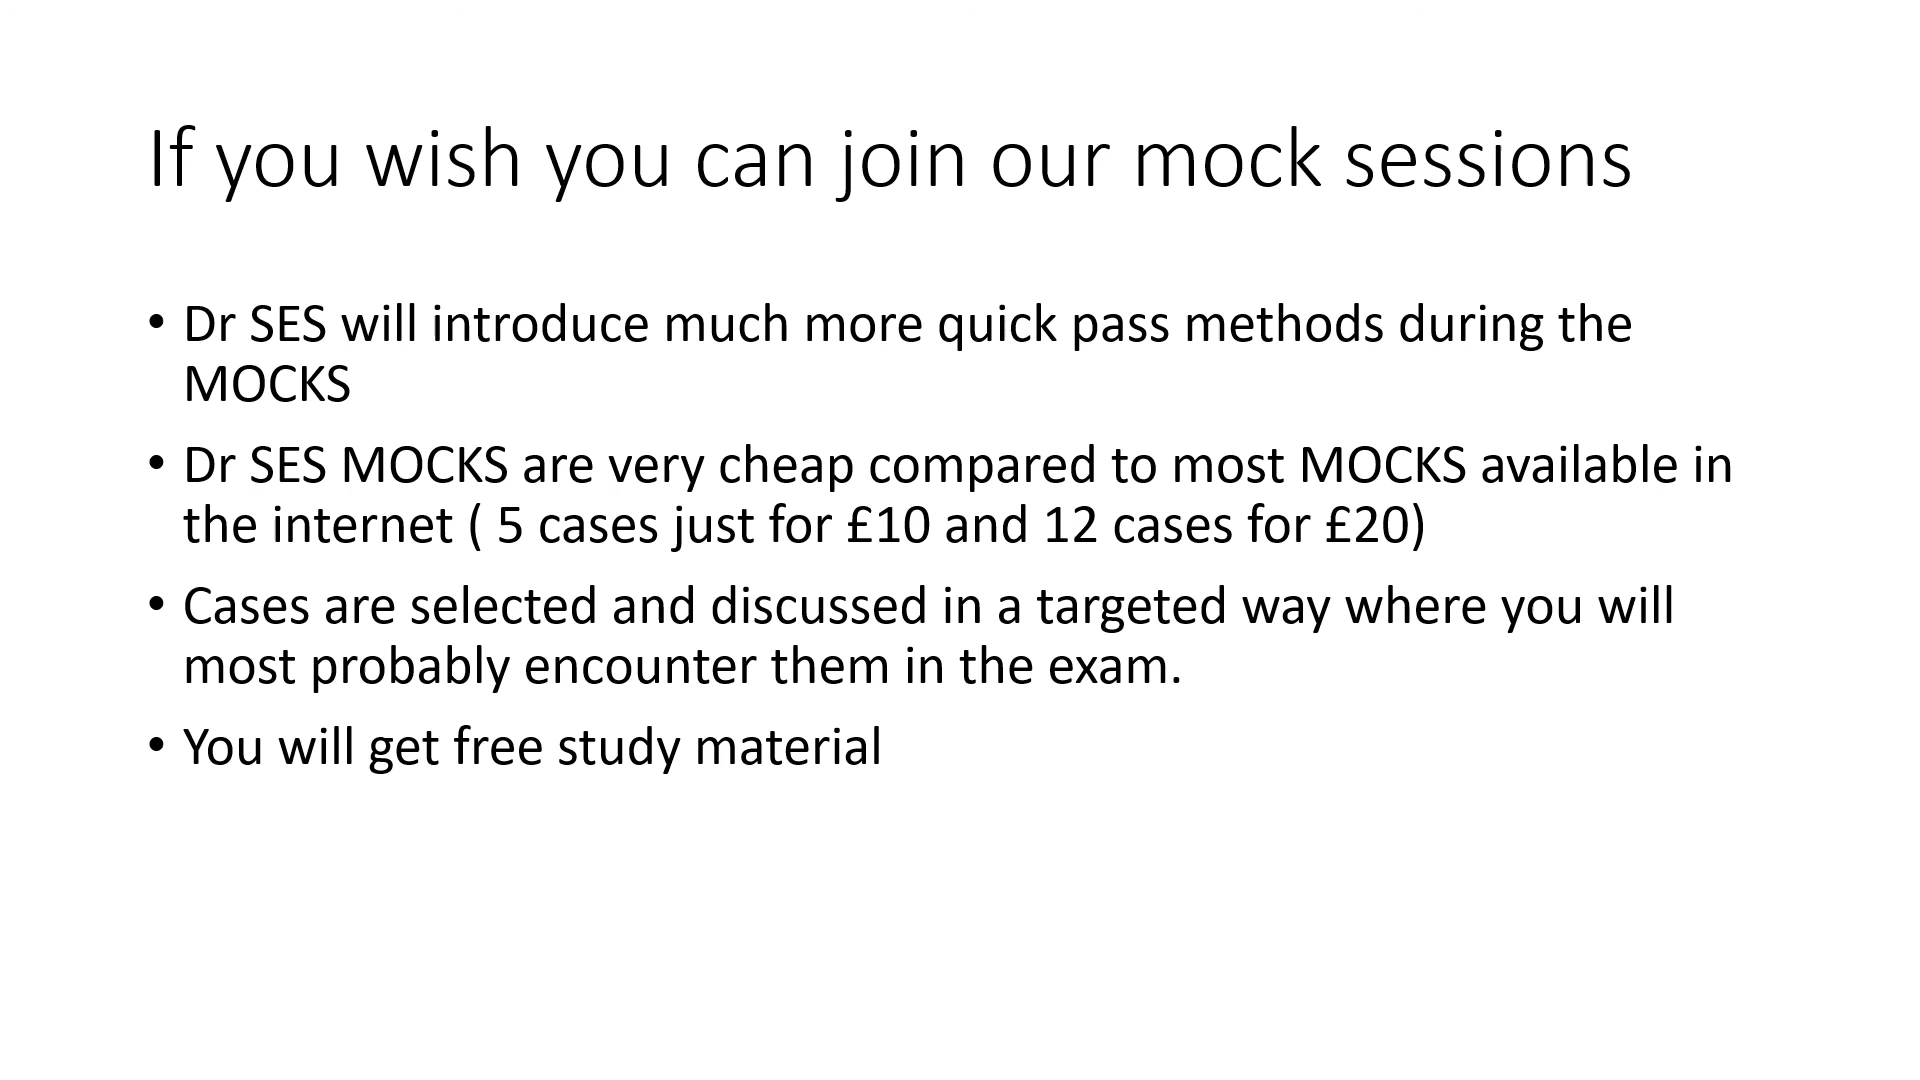 If you wish you can join our mock sessions
• Dr SES will introduce much more quick pass methods during the
MOCKS
• Dr SES MOCKS are very cheap compared to most MOCKS available in
the internet ( 5 cases just for £10 and 12 cases for £20)
• Cases are selected and discussed in a targeted way where you will
most probably encounter them in the exam.
• You will get free study material